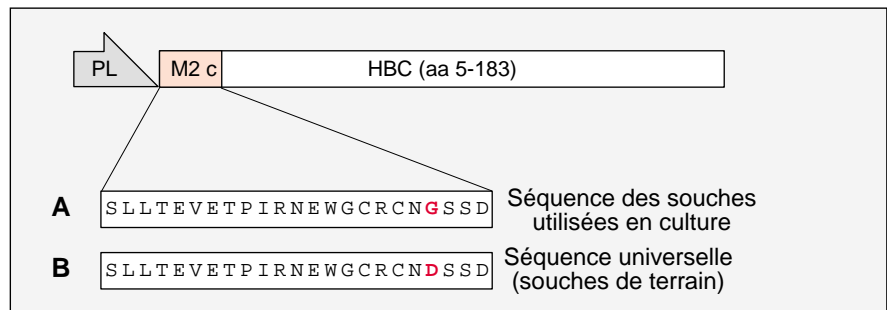 PL M2 c HBC (aa 5-183)
A SLLTEVETPIRNEWGCRCNGSSD Séquence des souches
utilisées en culture
B SLLTEVETPIRNEWGCRCNDSSD Séquence universelle
(souches de terrain)